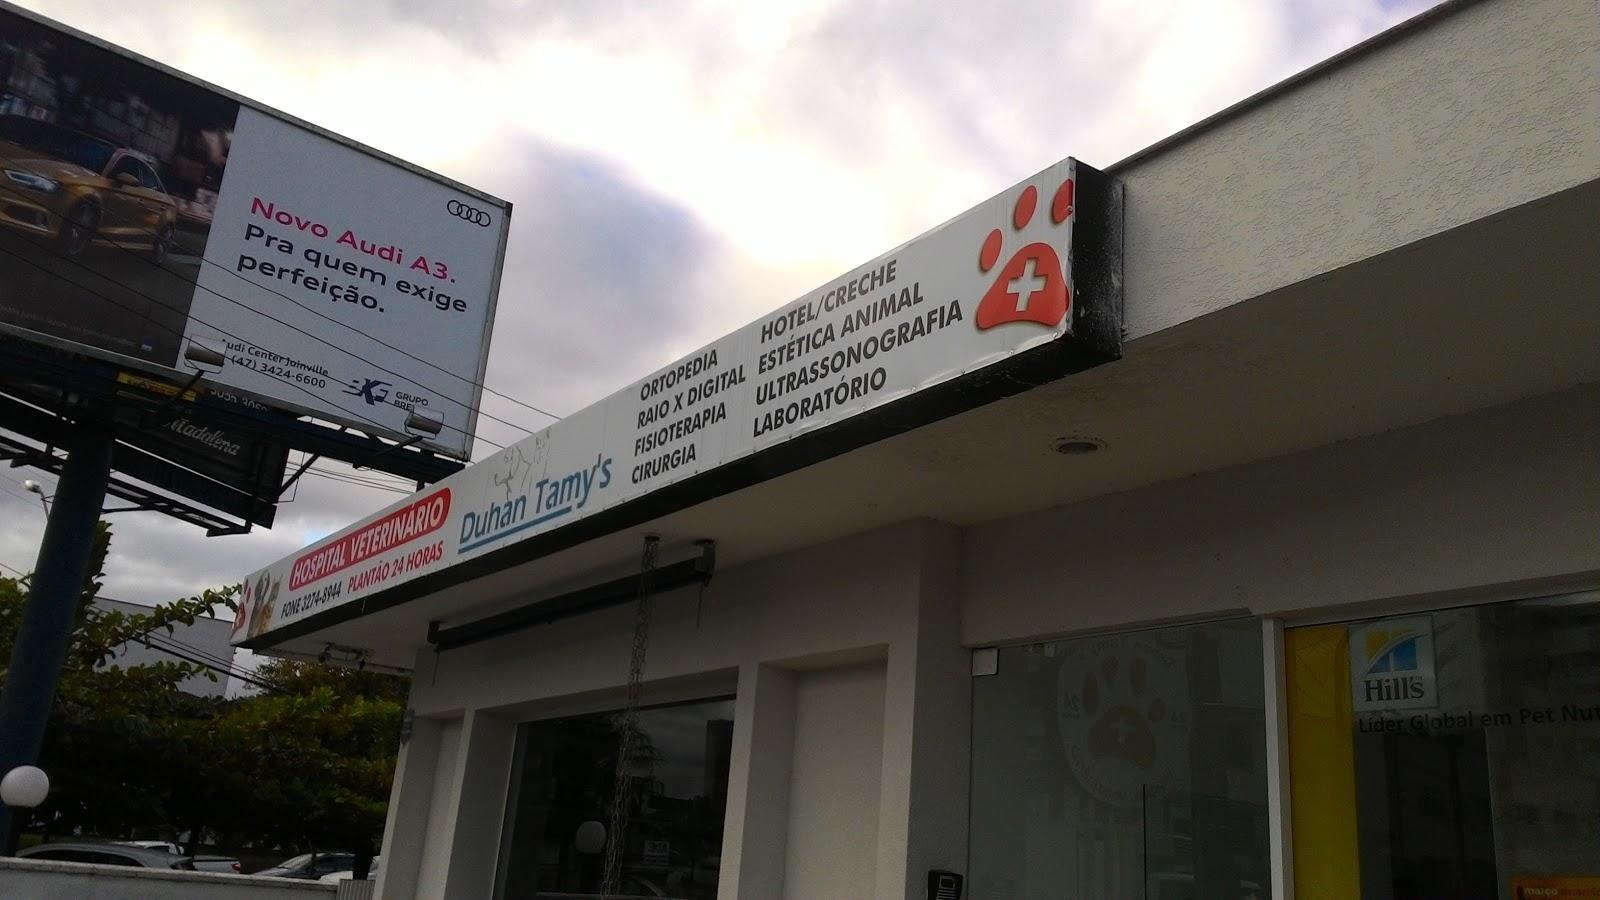 Novo Audi A3.
Pra quem exige
perfeição.
Audi Center Joinville
(47) 3424-6600
GRUPO
Madalena
HOSPITAL VETERINÁRIO
FONE 3274-8944 PLANTÃO 24 HORAS
Duhan Tamy's
ORTOPEDIA
RAIO X DIGITAL
FISIOTERAPIA
CIRURGIA
HOTEL/CRECHE
ESTÉTICA ANIMAL
ULTRASSONOGRAFIA
LABORATÓRIO
Hill's
Líder Global em Pet